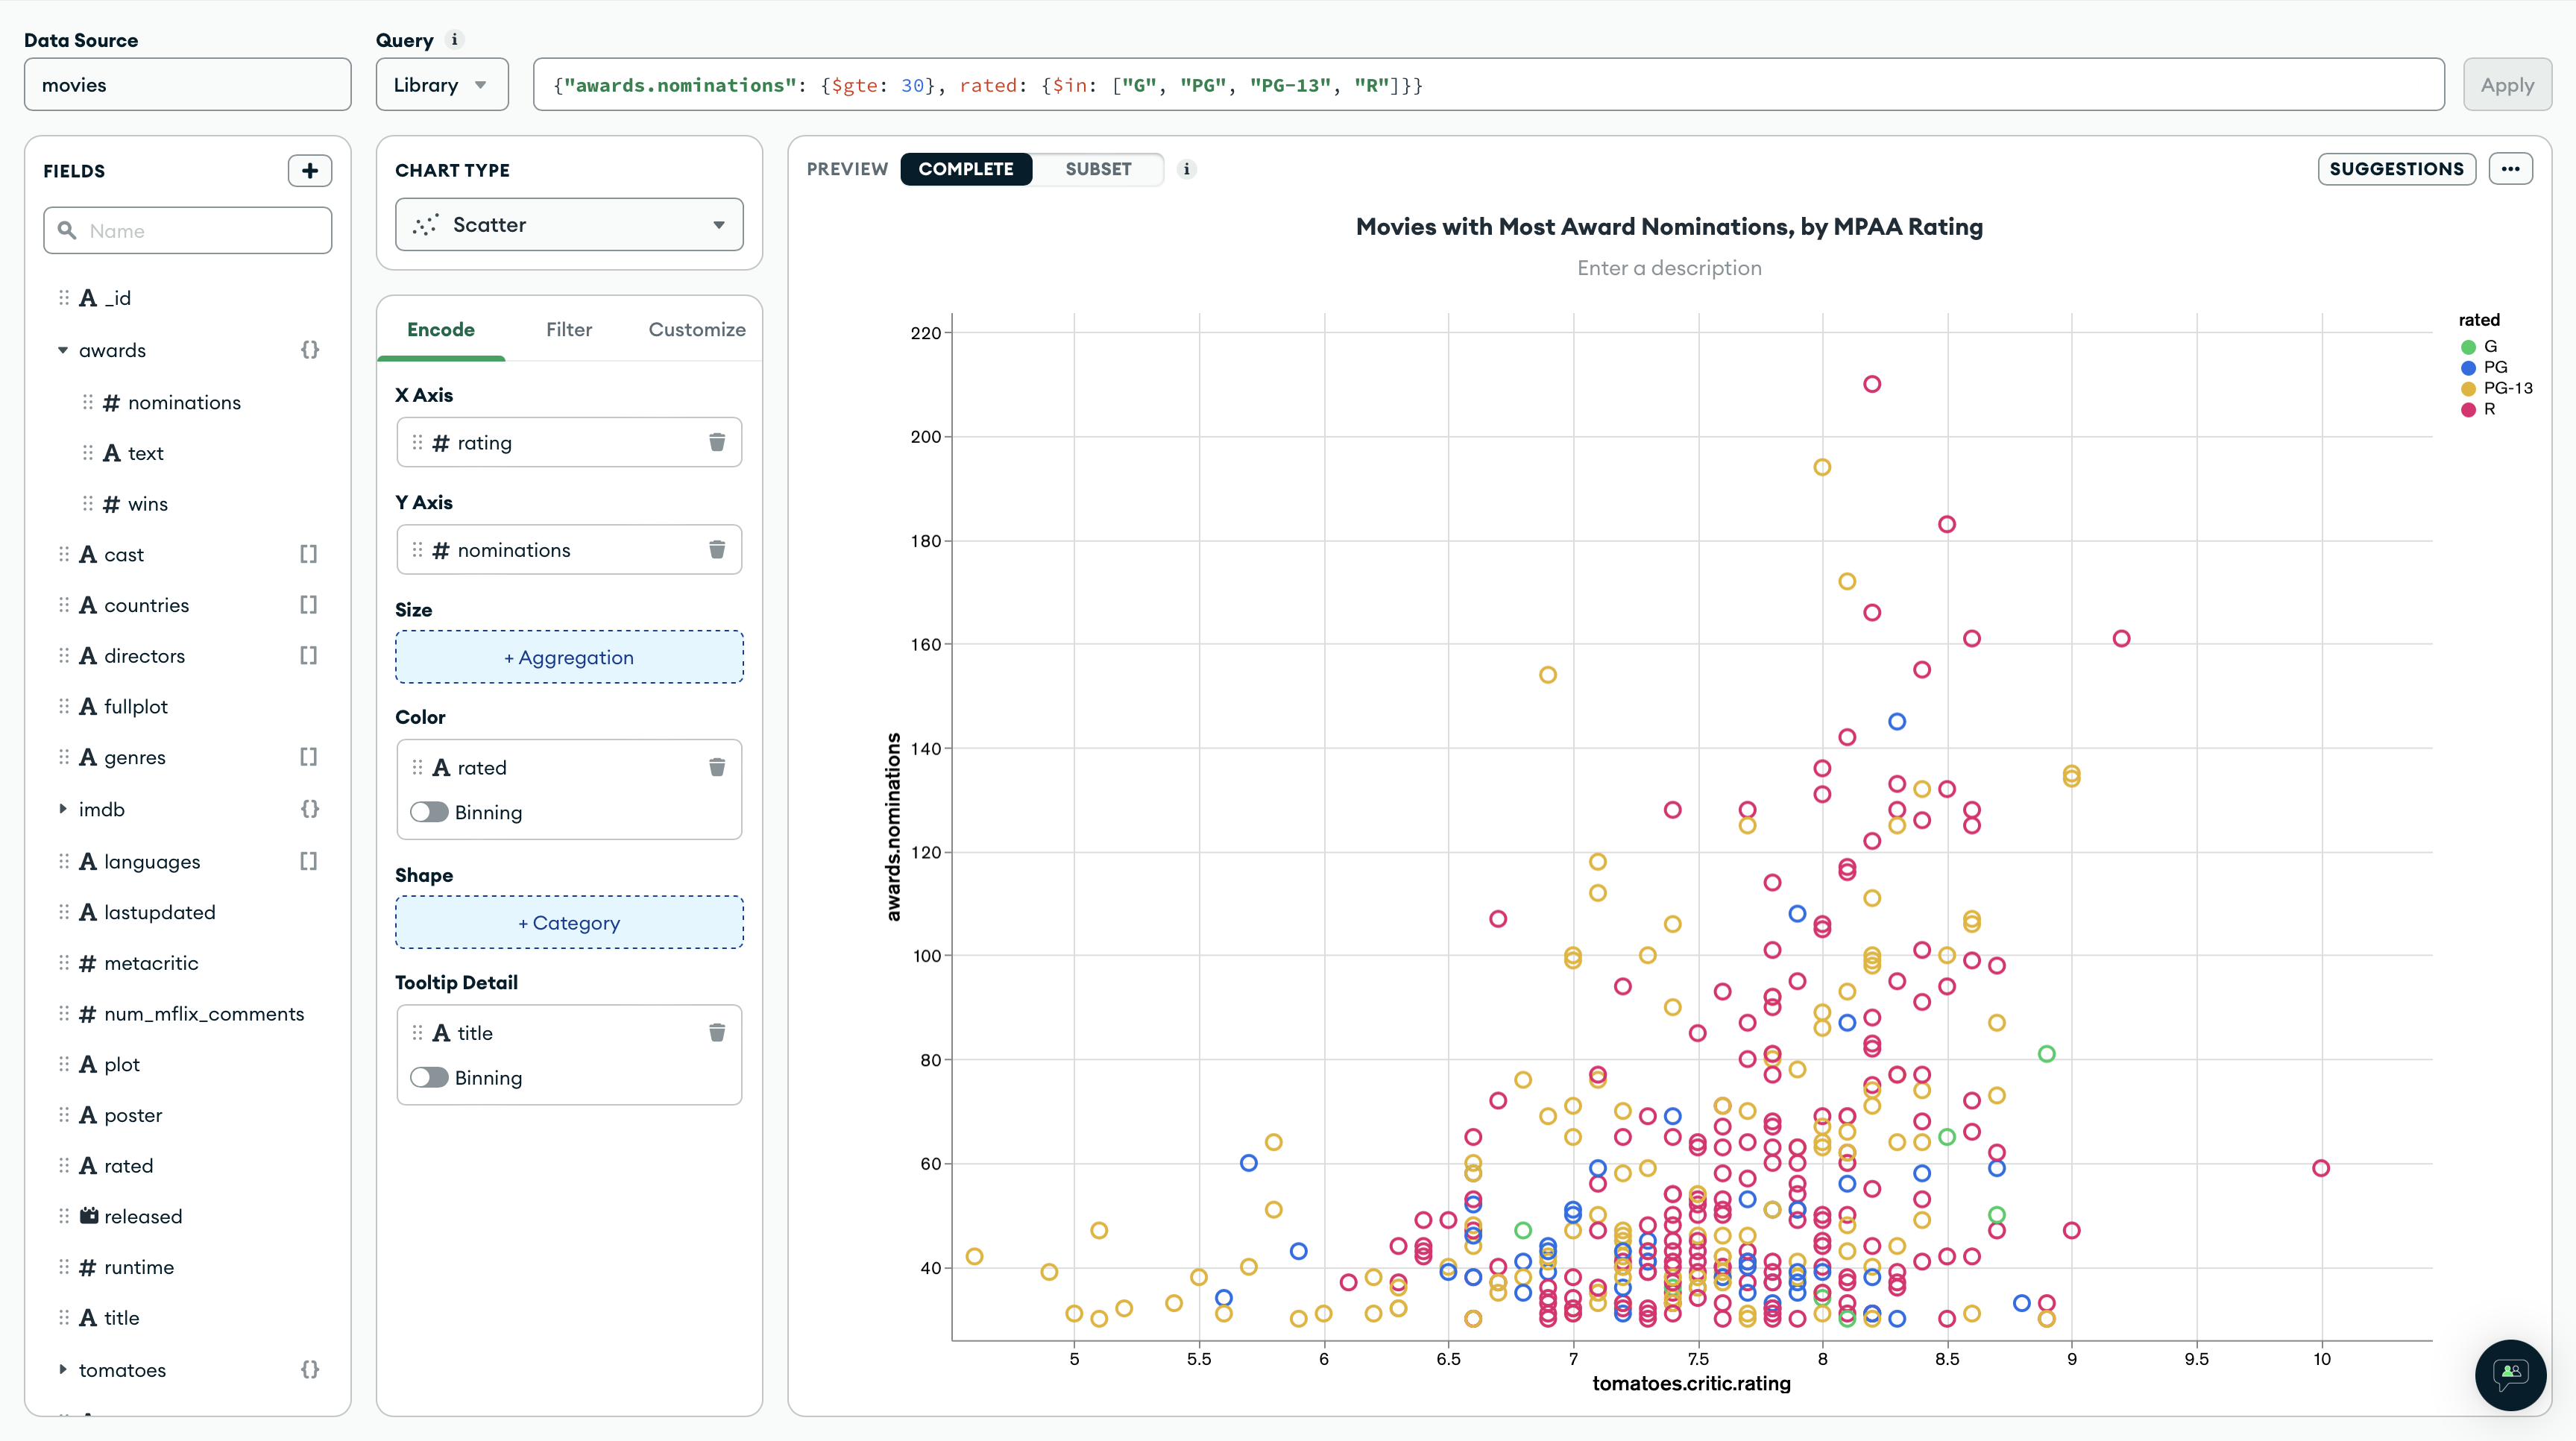 Data Source
movies
Query
Library
{"awards.nominations": {$gte: 30}, rated: {$in: ["G", "PG", "PG-13", "R"]}}
Apply
FIELDS
Name
_id
awards {}
# nominations
A text
# wins
A cast []
A countries []
A directors []
A fullplot
A genres []
imdb {}
A languages []
A lastupdated
# metacritic
# num_mflix_comments
A plot
A poster
A rated
released
# runtime
A title
tomatoes {}
CHART TYPE
Scatter
Encode Filter Customize
X Axis
# rating
Y Axis
# nominations
Size
+ Aggregation
Color
A rated
Binning
Shape
+ Category
Tooltip Detail
A title
Binning
PREVIEW COMPLETE SUBSET
SUGGESTIONS
Movies with Most Award Nominations, by MPAA Rating
Enter a description
awards.nominations
220
200
180
160
140
120
100
80
60
40
5 5.5 6 6.5 7 7.5 8 8.5 9 9.5 10
tomatoes.critic.rating
rated
G
PG
PG-13
R